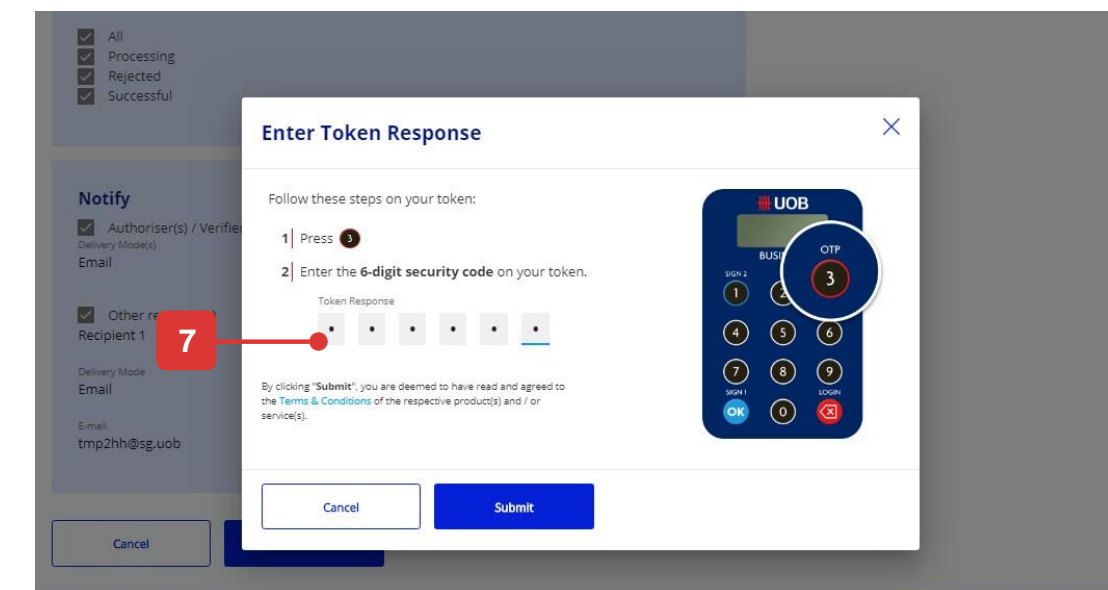 All
Processing
Rejected
Successful
Enter Token Response
Notify
Authoriser(s) / Verifie
Delivery Mode(s)
Email
Other re
Recipient 1
Delivery Mode
Email
E-mail
tmp2hh@sg.uob
Cancel
Follow these steps on your token:
1 Press 3
2 Enter the 6-digit security code on your token.
Token Response
7
By clicking "Submit", you are deemed to have read and agreed to
the Terms & Conditions of the respective product(s) and / or
service(s).
Cancel
Submit
UOB
BUSI
OTP
3
SIGN 2
1 2
4 5 6
7 8 9
SIGN 1 LOGIN
OK 0